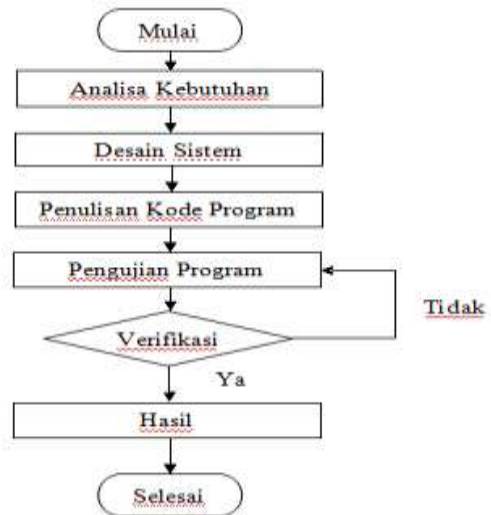 Mulai
Analisa Kebutuhan
Desain Sistem
Penulisan Kode Program
Pengujian Program
Tidak
Verifikasi
Ya
Hasil
Selesai